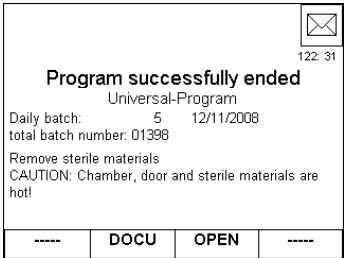 122: 31
Program successfully ended
Universal-Program
Daily batch: 5 12/11/2008
total batch number: 01398
Remove sterile materials
CAUTION: Chamber, door and sterile materials are
hot!
----- DOCU OPEN -----